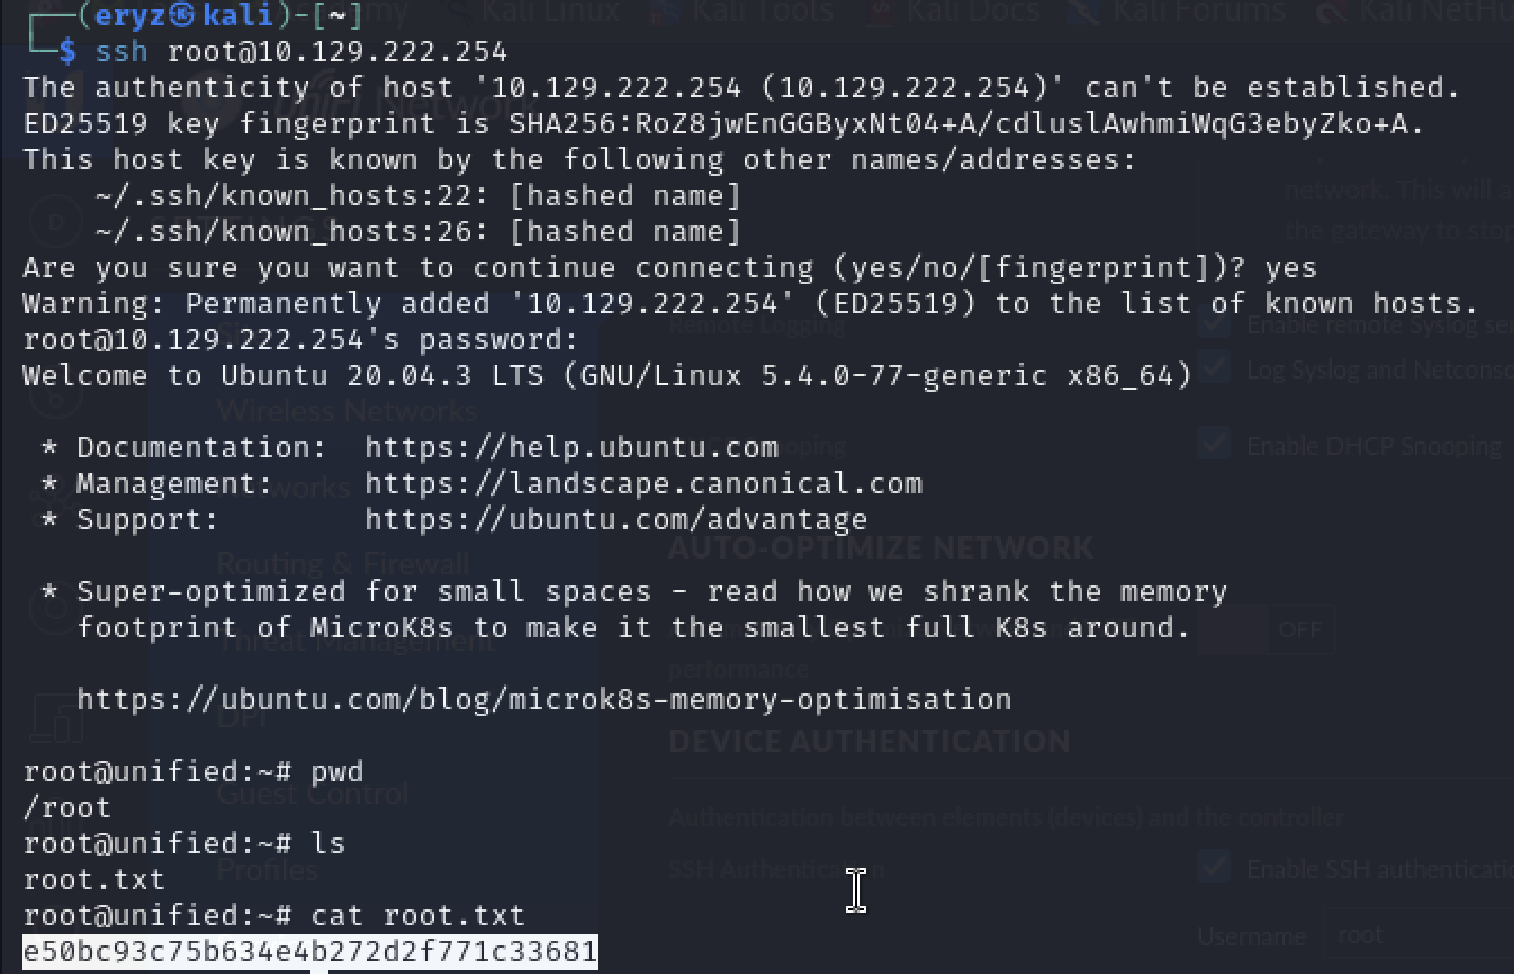 ┌──(eryz㉿kali)-[~]
└─$ ssh root@10.129.222.254
The authenticity of host '10.129.222.254 (10.129.222.254)' can't be established.
ED25519 key fingerprint is SHA256:RoZ8jwEnGGByxNt04+A/cdluslAwhmiWqG3ebyZko+A.
This host key is known by the following other names/addresses:
    ~/.ssh/known_hosts:22: [hashed name]
    ~/.ssh/known_hosts:26: [hashed name]
Are you sure you want to continue connecting (yes/no/[fingerprint])? yes
Warning: Permanently added '10.129.222.254' (ED25519) to the list of known hosts.
root@10.129.222.254's password:
Welcome to Ubuntu 20.04.3 LTS (GNU/Linux 5.4.0-77-generic x86_64)
 * Documentation:  https://help.ubuntu.com
 * Management:     https://landscape.canonical.com
 * Support:        https://ubuntu.com/advantage
 * Super-optimized for small spaces - read how we shrank the memory
   footprint of MicroK8s to make it the smallest full K8s around.
   https://ubuntu.com/blog/microk8s-memory-optimisation
root@unified:~# pwd
/root
root@unified:~# ls
root.txt
root@unified:~# cat root.txt
e50bc93c75b634e4b272d2f771c33681
Kali Linux
Kali Tools
Kali Docs
Kali Forums
Kali NetHu
UniFi Network
SETTINGS
Wireless Networks
Networks
Routing & Firewall
Threat Management
DPI
Guest Control
Profiles
network. This will a
the gateway to stop
Remote Logging
Enable remote Syslog se
Log Syslog and Netconso
Enable DHCP Snooping
AUTO-OPTIMIZE NETWORK
OFF
performance
DEVICE AUTHENTICATION
Authentication between elements (devices) and the controller
SSH Authentication
Enable SSH authenticatio
Username
root